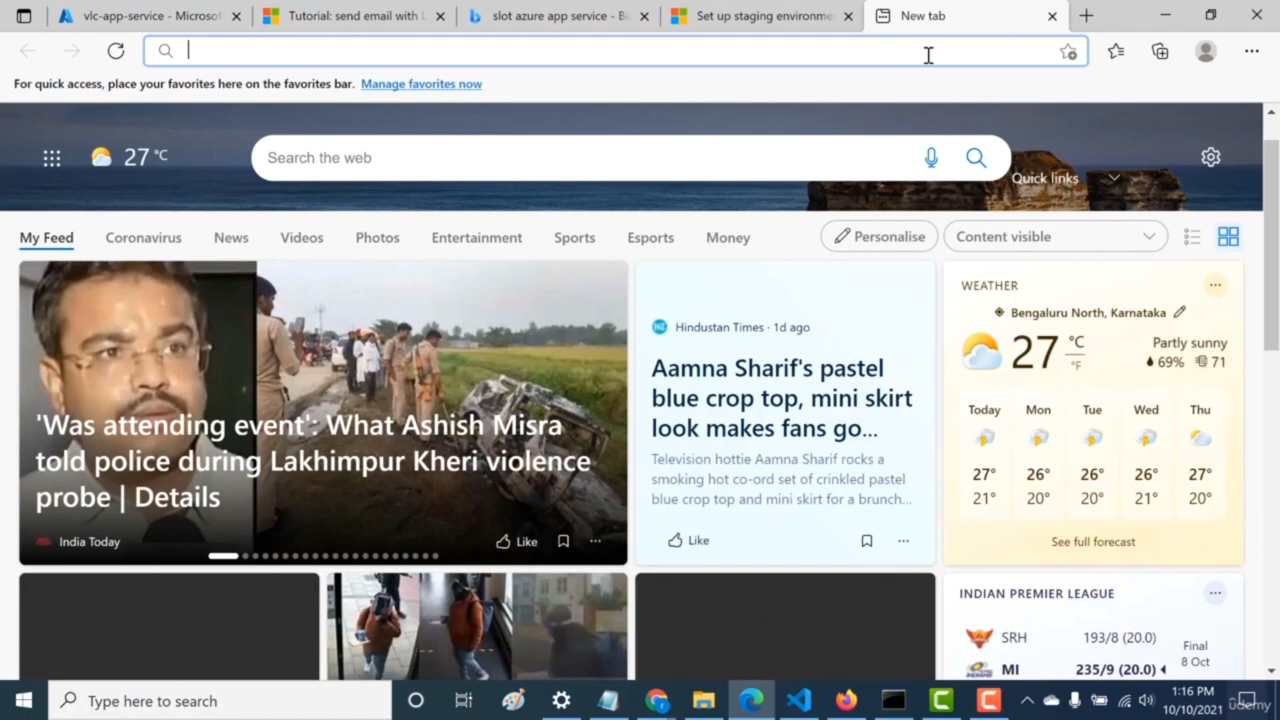 vlc-app-service - Microsof
Tutorial: send email with L
slot azure app service - Bi
Set up staging environme
New tab
For quick access, place your favorites here on the favorites bar. Manage favorites now
27 °C
Search the web
Quick links
My Feed
Coronavirus
News
Videos
Photos
Entertainment
Sports
Esports
Money
Personalise
Content visible
'Was attending event': What Ashish Misra
told police during Lakhimpur Kheri violence
probe | Details
India Today
Like
Hindustan Times · 1d ago
Aamna Sharif's pastel
blue crop top, mini skirt
look makes fans go...
Television hottie Aamna Sharif rocks a
smoking hot co-ord set of crinkled pastel
blue crop top and mini skirt for a brunch...
Like
WEATHER
Bengaluru North, Karnataka
27 °C
°F
Partly sunny
69% 71
Today Mon Tue Wed Thu
27° 26° 26° 26° 27°
21° 20° 20° 21° 20°
See full forecast
INDIAN PREMIER LEAGUE
SRH 193/8 (20.0)
MI 235/9 (20.0)
Final
8 Oct
Type here to search
1:16 PM
10/10/2021
udemy